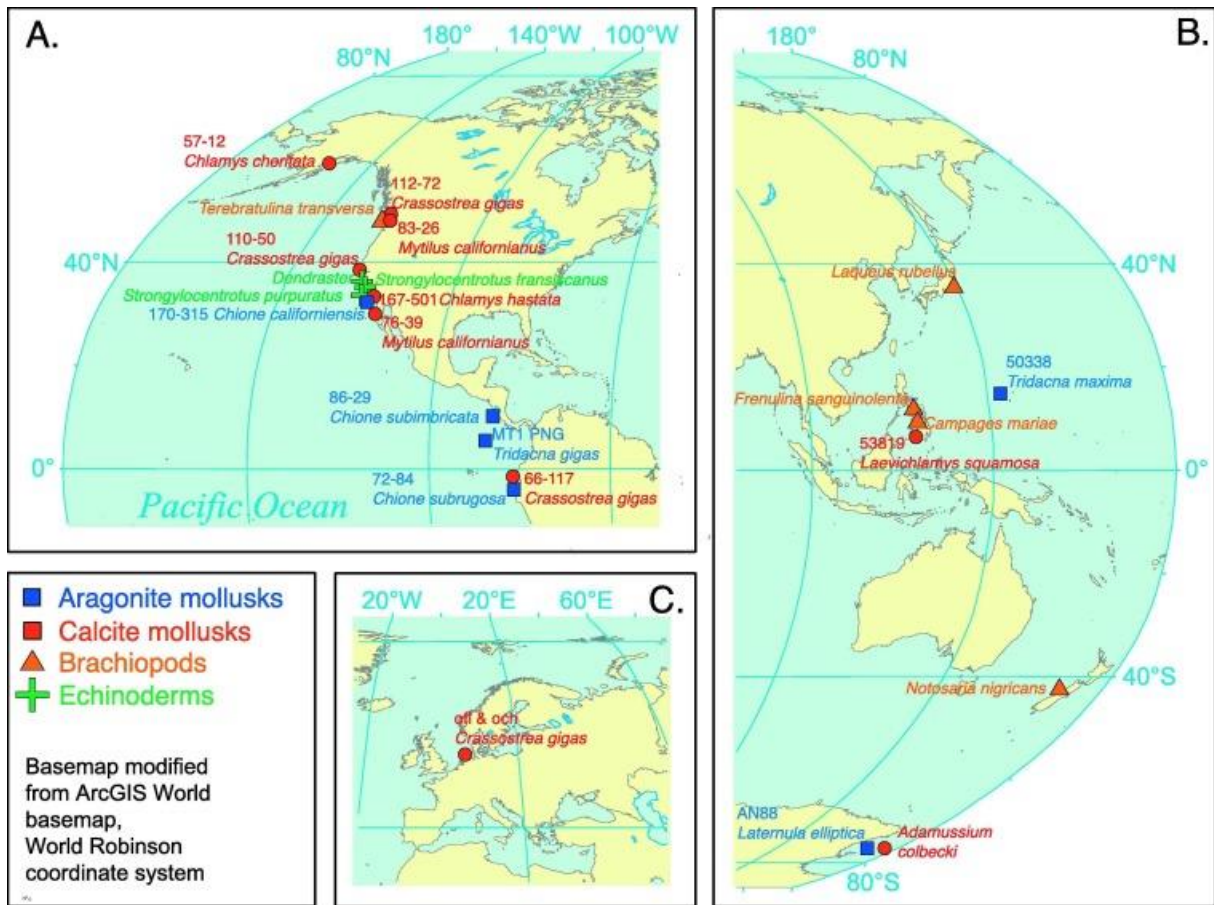 A.
180°
140°W
100°W
80°N
57-12
Chlamys cheritata
112-72
Crassostrea gigas
Terebratulina transversa
83-26
Mytilus californianus
110-50
Crassostrea gigas
40°N
Dendraster
Strongylocentrotus fransiscanus
Strongylocentrotus purpuratus
167-501 Chlamys hastata
170-315 Chione californiensis
76-39
Mytilus californianus
86-29
Chione subimbricata
MT1 PNG
Tridacna gigas
0°
72-84
Chione subrugosa
66-117
Crassostrea gigas
Pacific Ocean
B.
180°
80°N
Laqueus rubellus
40°N
50338
Tridacna maxima
Frenulina sanguinolenta
Campages mariae
53819
Laevichlamys squamosa
0°
Notosaria nigricans
40°S
AN88
Laternula elliptica
Adamussium
colbecki
80°S
Aragonite mollusks
Calcite mollusks
Brachiopods
Echinoderms
Basemap modified
from ArcGIS World
basemap,
World Robinson
coordinate system
C.
20°W
20°E
60°E
Crassostrea gigas